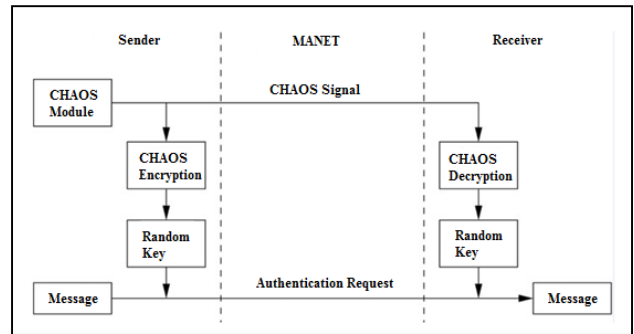 Sender
MANET
Receiver
CHAOS
Module
CHAOS Signal
CHAOS
Encryption
CHAOS
Decryption
Random
Key
Random
Key
Message
Authentication Request
Message